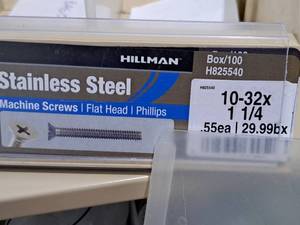 HILLMAN
Box/100
H825540
Stainless Steel
Machine Screws | Flat Head | Phillips
H825540
10-32x
1 1/4
.55ea | 29.99bx